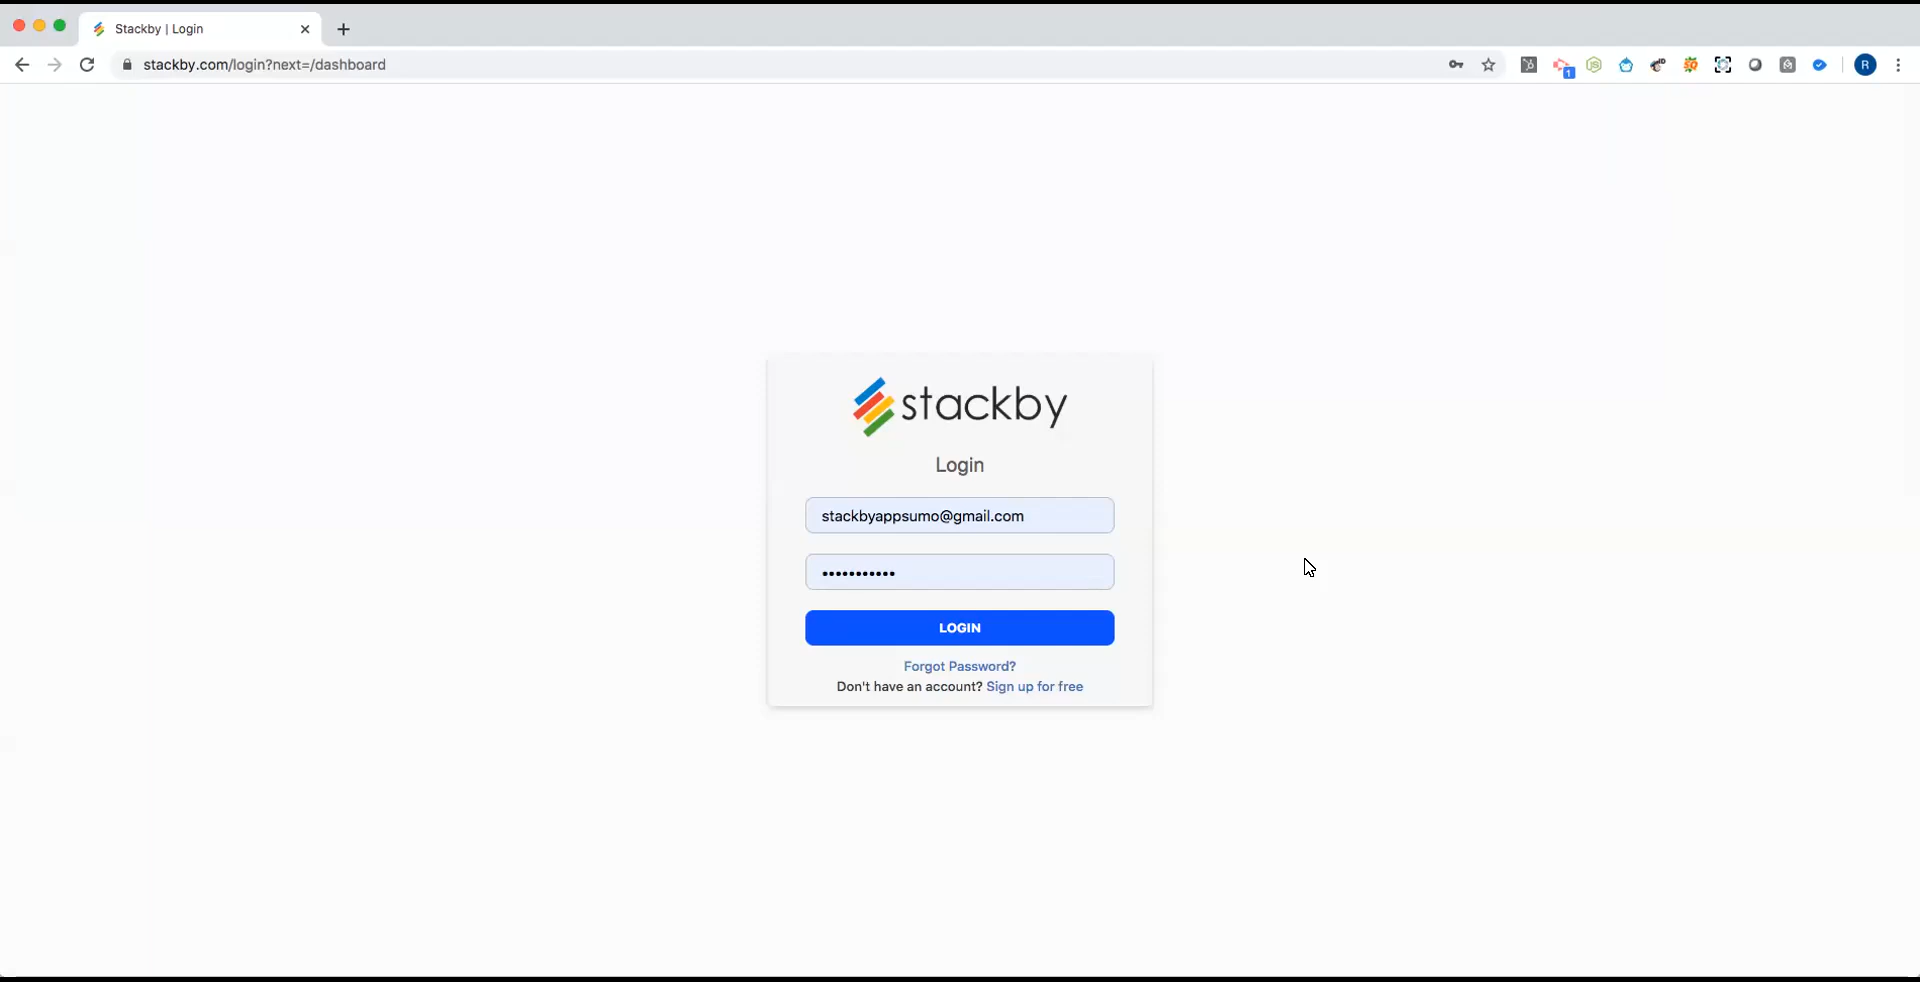 Stackby | Login
stackby.com/login?next=/dashboard
1
R
stackby
Login
stackbyappsumo@gmail.com
•••••••••••
LOGIN
Forgot Password?
Don't have an account? Sign up for free